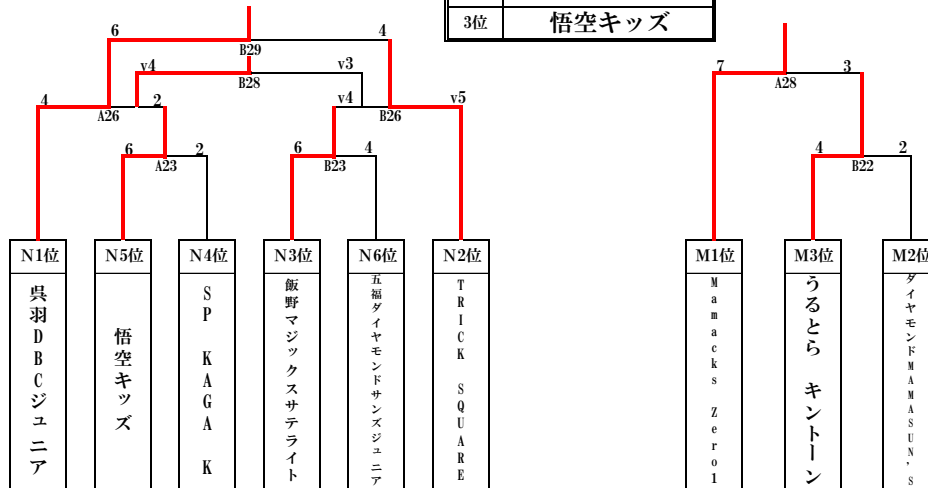 3位 悟空キッズ
6 4
B29
v4 v3
B28
7 3
A28
4 2 v4 v5
A26 B26
6 2 6 4 4 2
A23 B23 B22
N1位 N5位 N4位 N3位 N6位 N2位 M1位 M3位 M2位
呉羽DBCジュニア
悟空キッズ
SP KAGA K
飯野マジックスサテライト
五福ダイヤモンドサンズジュニア
TRICK SQUARE
Mamacks Zero1
うるとら キントーン
ダイヤモンドMAMASUN'S